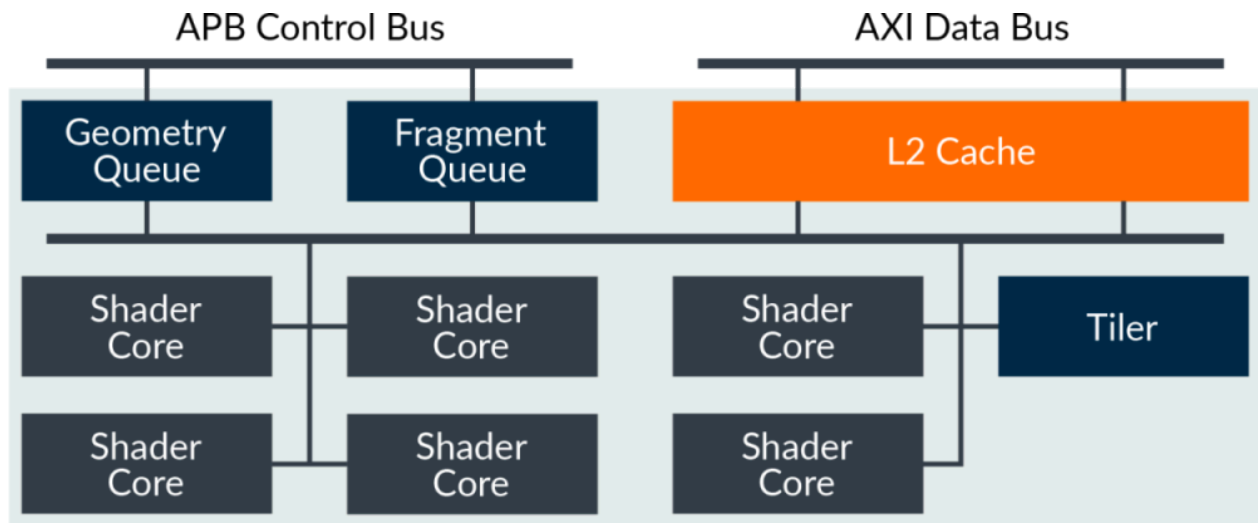 APB Control Bus
AXI Data Bus
Geometry
Queue
Fragment
Queue
L2 Cache
Shader
Core
Shader
Core
Shader
Core
Tiler
Shader
Core
Shader
Core
Shader
Core